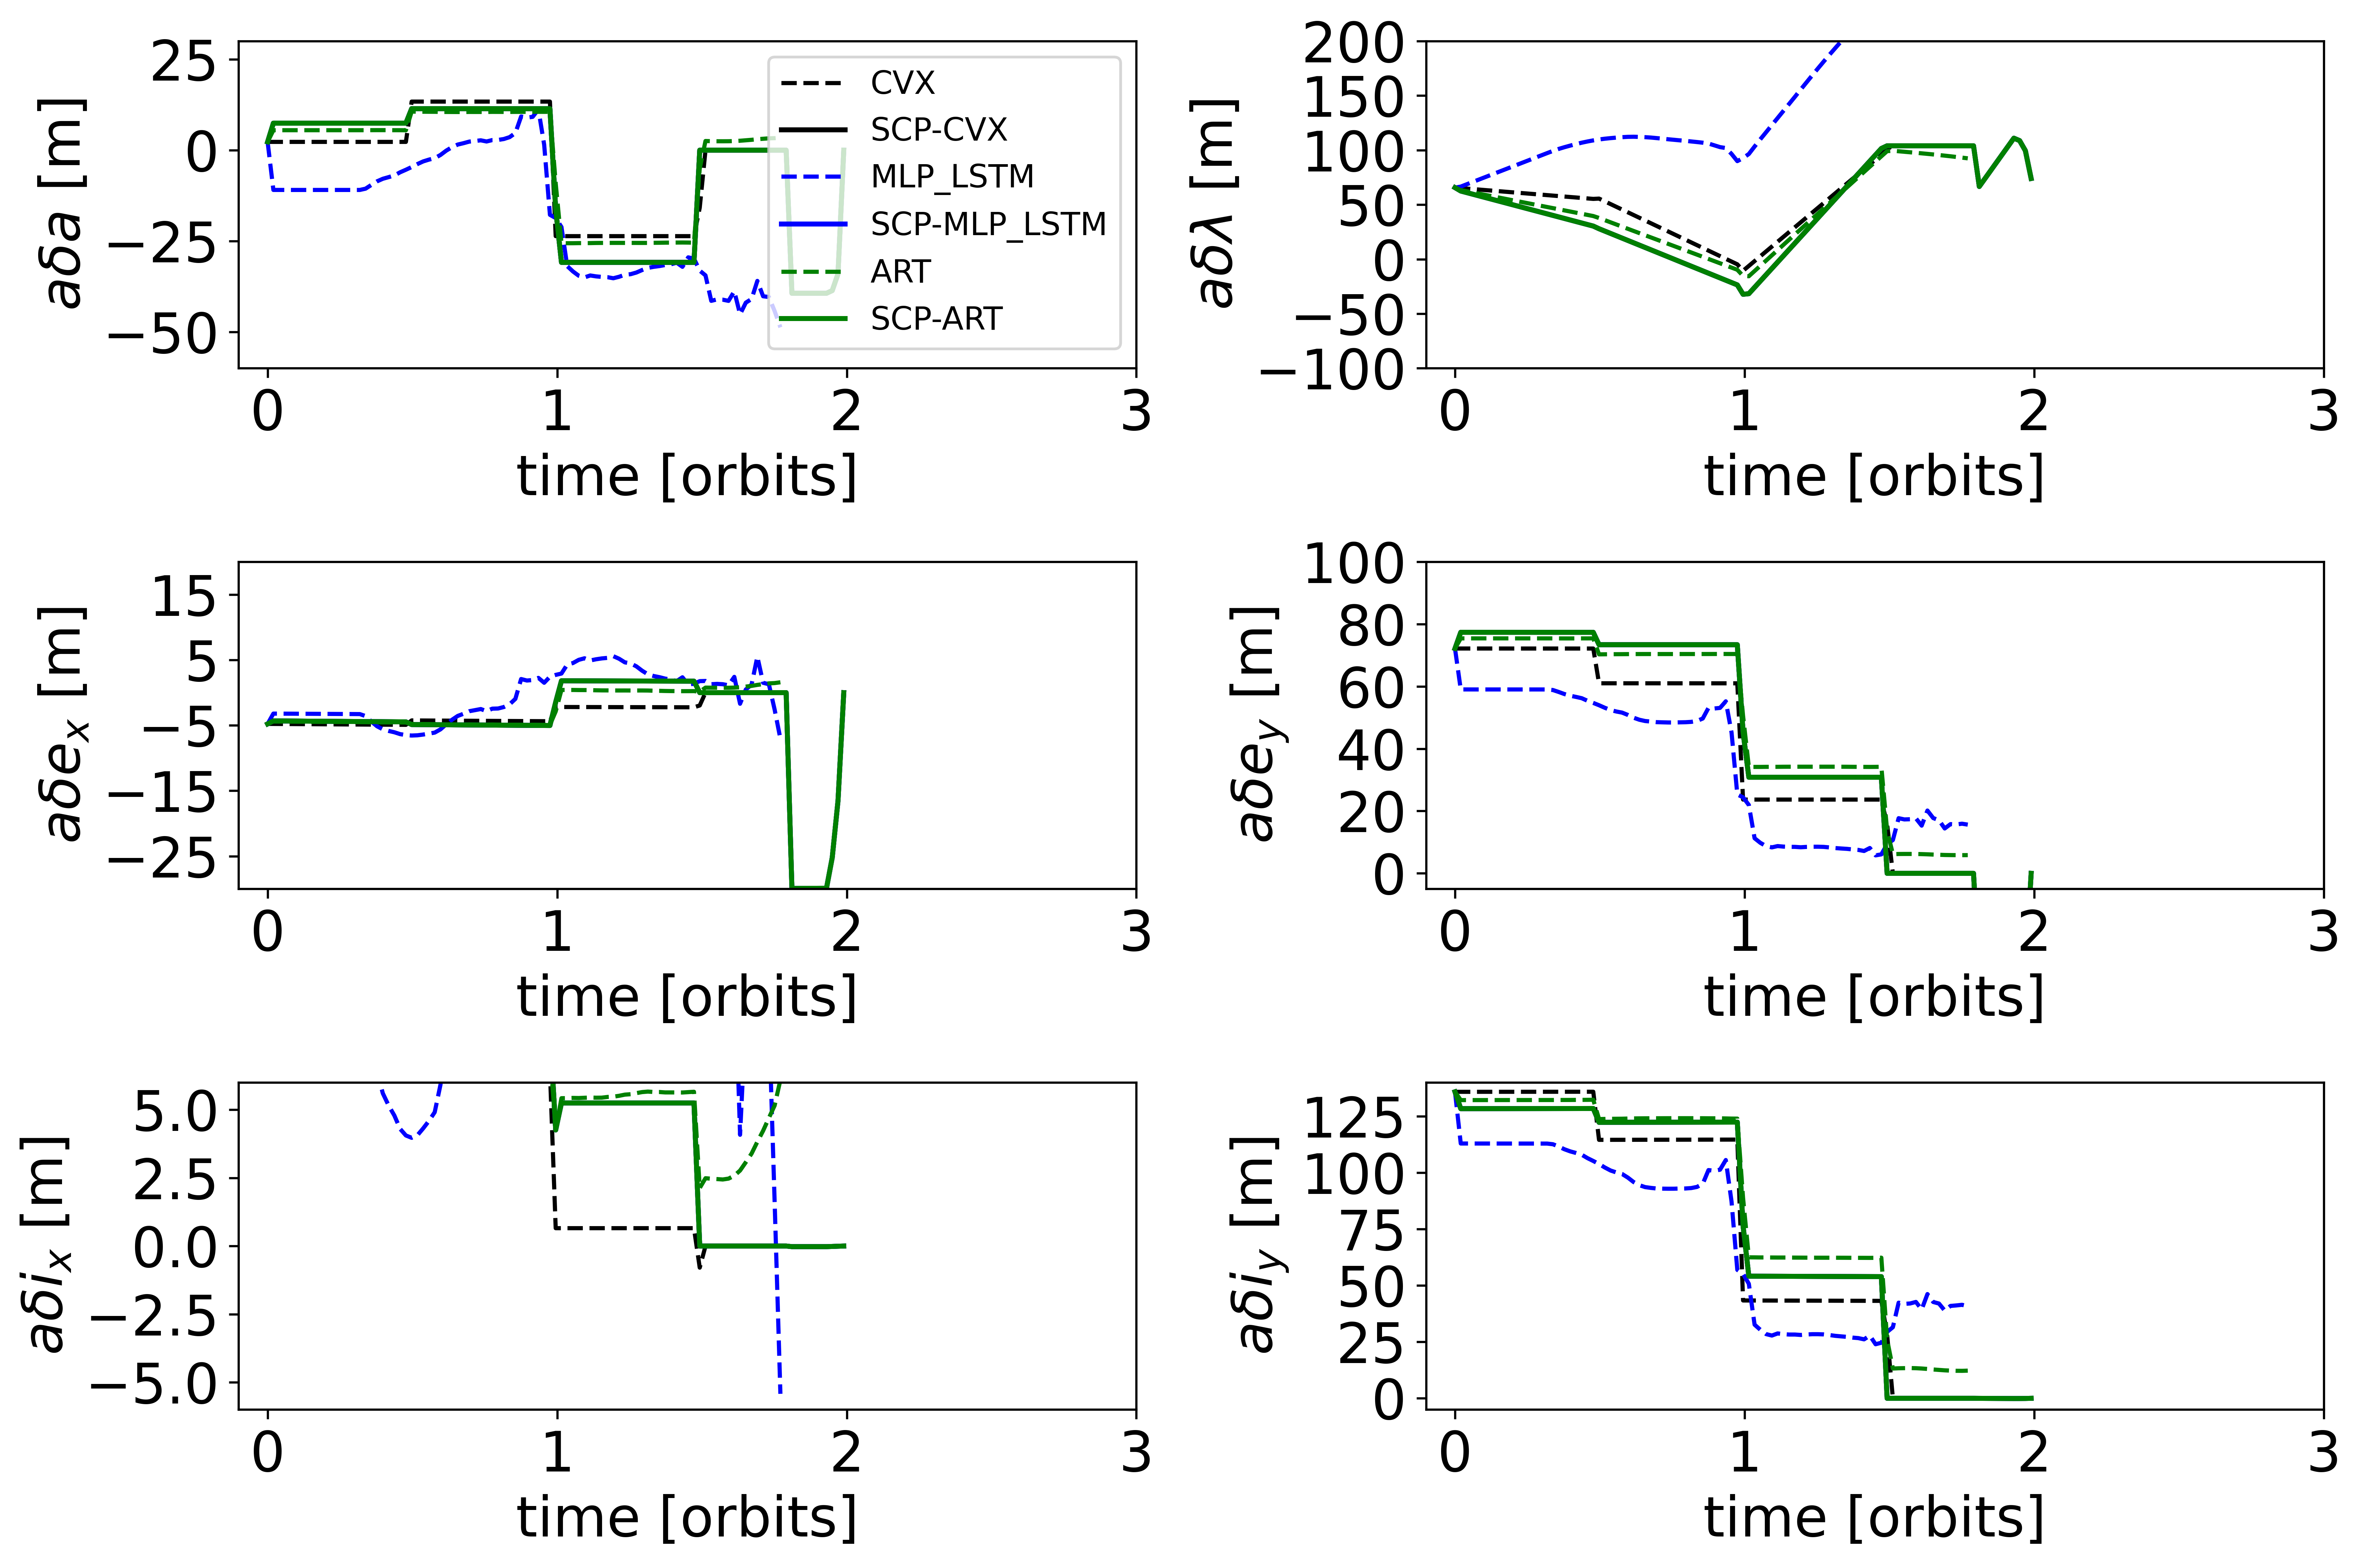 25
0
−25
−50
aδa [m]
CVX
SCP-CVX
MLP_LSTM
SCP-MLP_LSTM
ART
SCP-ART
0 1 2 3
time [orbits]
200
150
100
50
0
−50
−100
aδλ [m]
0 1 2 3
time [orbits]
15
5
−5
−15
−25
aδeₓ [m]
0 1 2 3
time [orbits]
100
80
60
40
20
0
aδe_y [m]
0 1 2 3
time [orbits]
5.0
2.5
0.0
−2.5
−5.0
aδiₓ [m]
0 1 2 3
time [orbits]
125
100
75
50
25
0
aδi_y [m]
0 1 2 3
time [orbits]